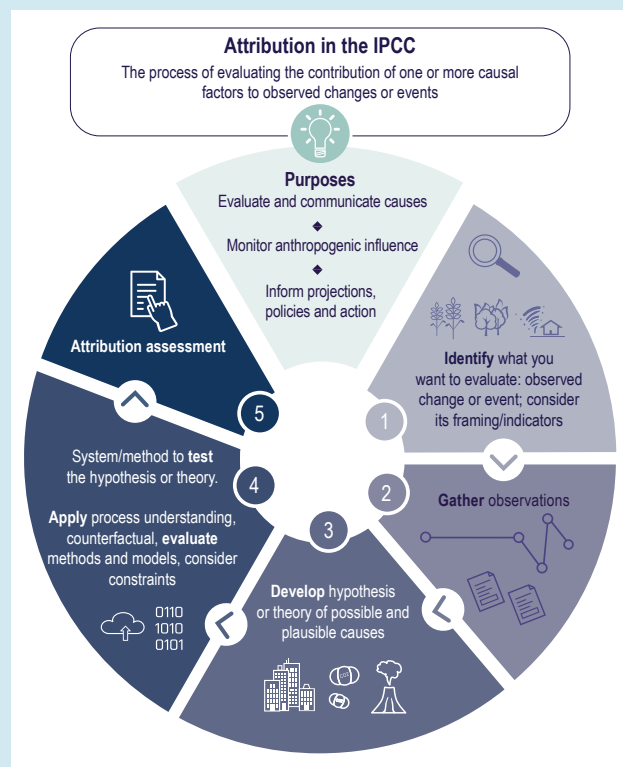 Attribution in the IPCC
The process of evaluating the contribution of one or more causal
factors to observed changes or events
Purposes
Evaluate and communicate causes
Monitor anthropogenic influence
Inform projections,
policies and action
1
Identify what you
want to evaluate: observed
change or event; consider
its framing/indicators
2
Gather observations
3
Develop hypothesis
or theory of possible and
plausible causes
CO2
4
System/method to test
the hypothesis or theory.
Apply process understanding,
counterfactual, evaluate
methods and models, consider
constraints
0110
1010
0101
5
Attribution assessment